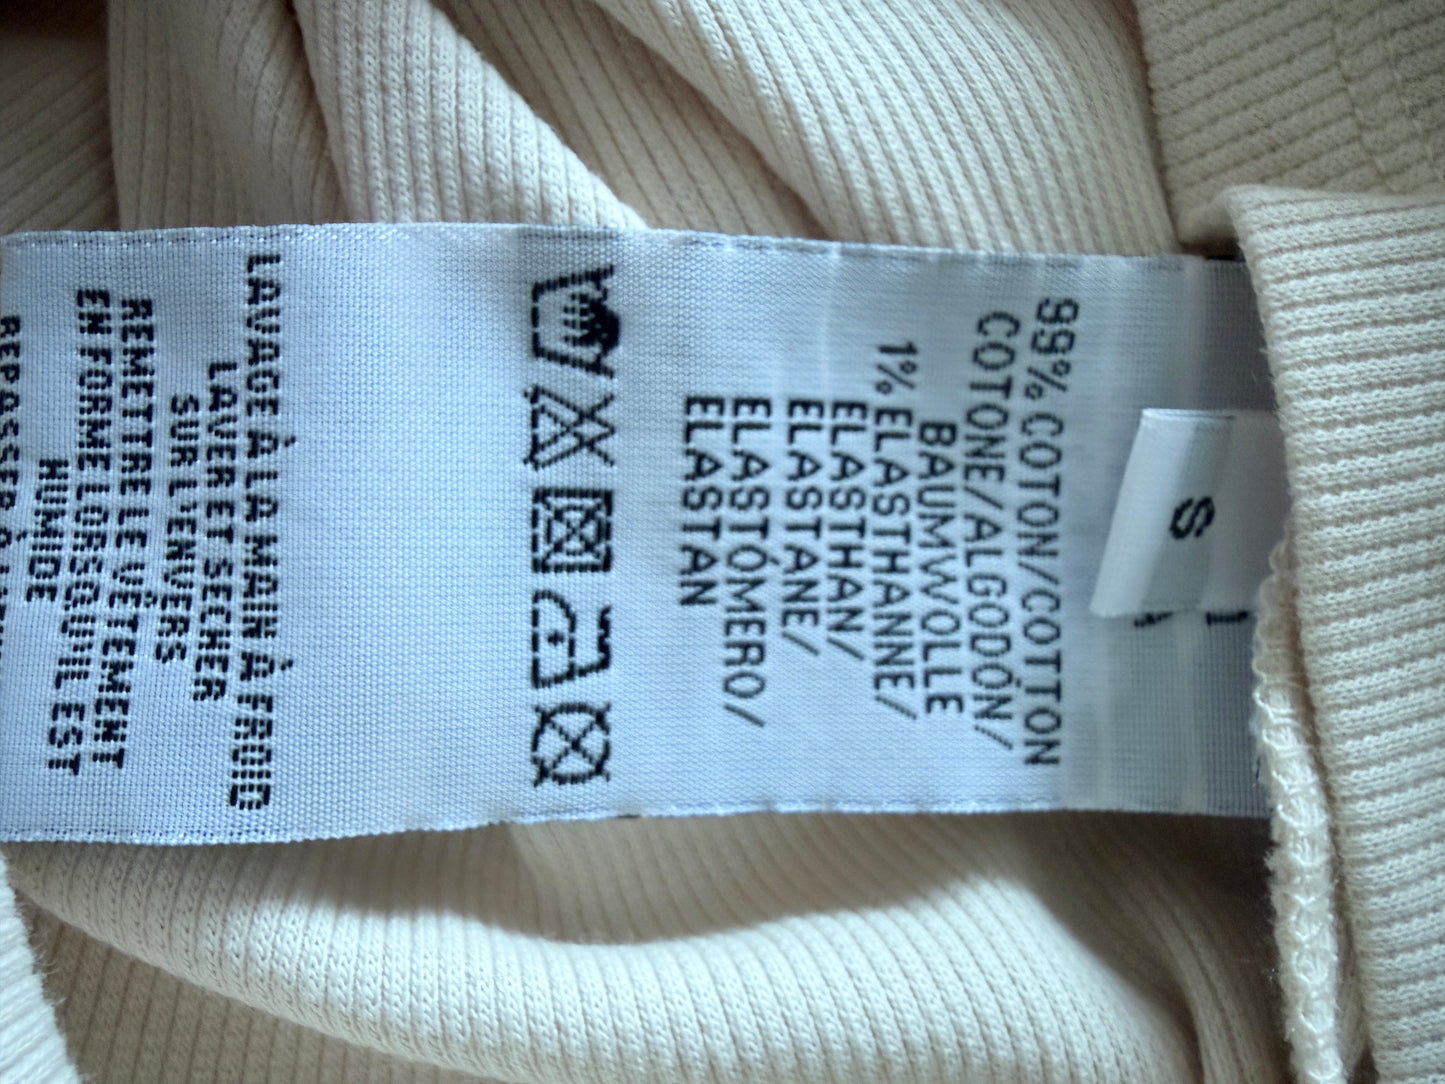 S
99% COTON/COTTON
COTONE/ALGODÓN/
BAUMWOLLE
1% ELASTHANNE/
ELASTHAN/
ELASTANE/
ELASTÓMERO/
ELASTAN
LAVAGE À LA MAIN À FROID
LAVER ET SECHER
SUR L'ENVERS
REMETTRE LE VÊTEMENT
EN FORME LORSQU'IL EST
HUMIDE
REPASSER